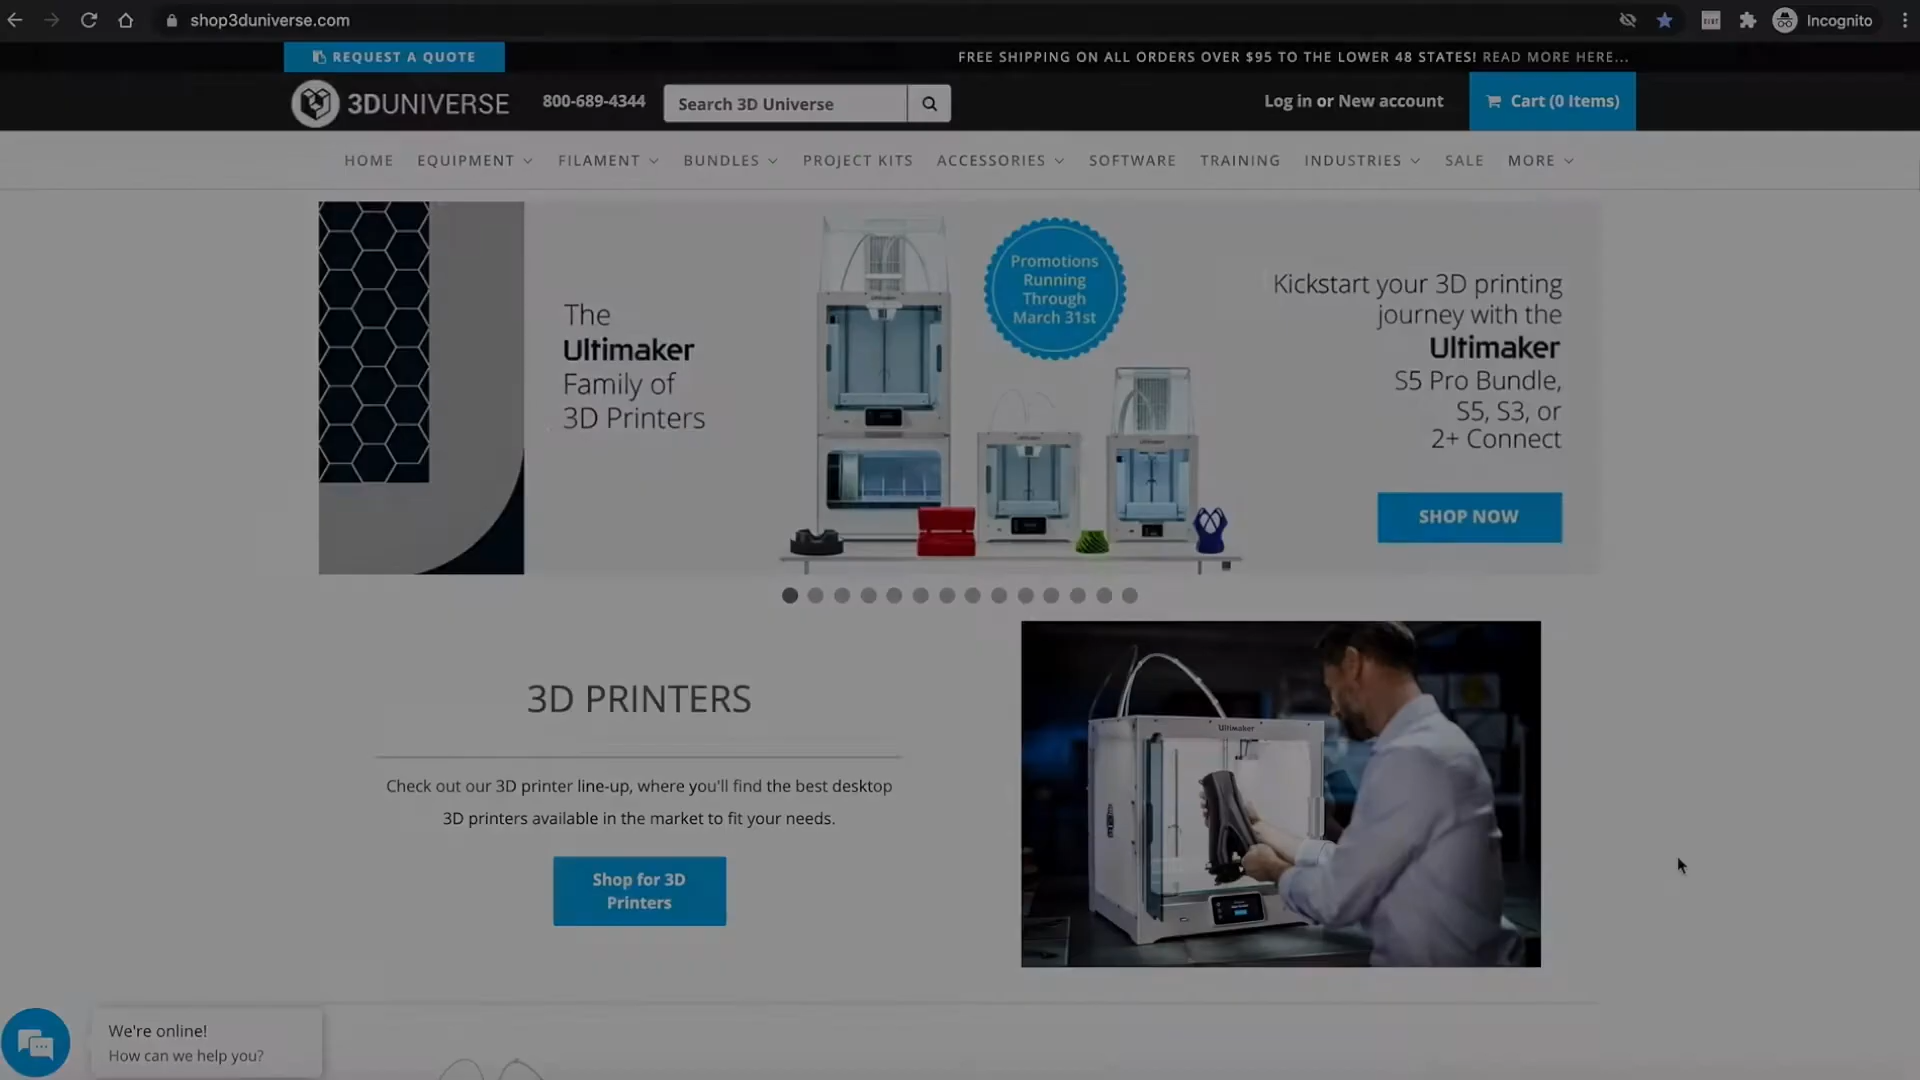 shop3duniverse.com
Incognito
REQUEST A QUOTE
FREE SHIPPING ON ALL ORDERS OVER $95 TO THE LOWER 48 STATES! READ MORE HERE...
3DUNIVERSE
800-689-4344
Search 3D Universe
Log in or New account
Cart (0 Items)
HOME EQUIPMENT FILAMENT BUNDLES PROJECT KITS ACCESSORIES SOFTWARE TRAINING INDUSTRIES SALE MORE
The
Ultimaker
Family of
3D Printers
Promotions
Running
Through
March 31st
Kickstart your 3D printing
journey with the
Ultimaker
S5 Pro Bundle,
S5, S3, or
2+ Connect
SHOP NOW
3D PRINTERS
Check out our 3D printer line-up, where you'll find the best desktop
3D printers available in the market to fit your needs.
Shop for 3D
Printers
Ultimaker
We're online!
How can we help you?